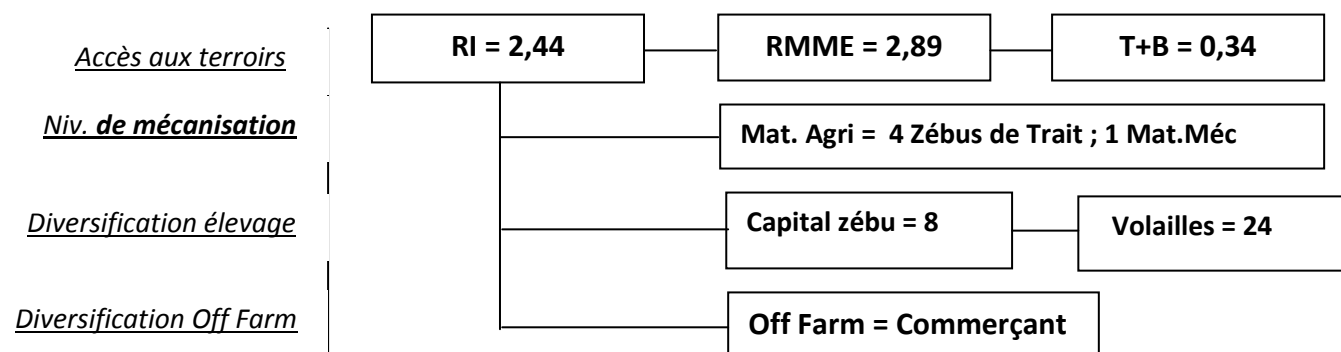 Accès aux terroirs
RI = 2,44
RMME = 2,89
T+B = 0,34
Niv. de mécanisation
Mat. Agri = 4 Zébus de Trait ; 1 Mat.Méc
Diversification élevage
Capital zébu = 8
Volailles = 24
Diversification Off Farm
Off Farm = Commerçant